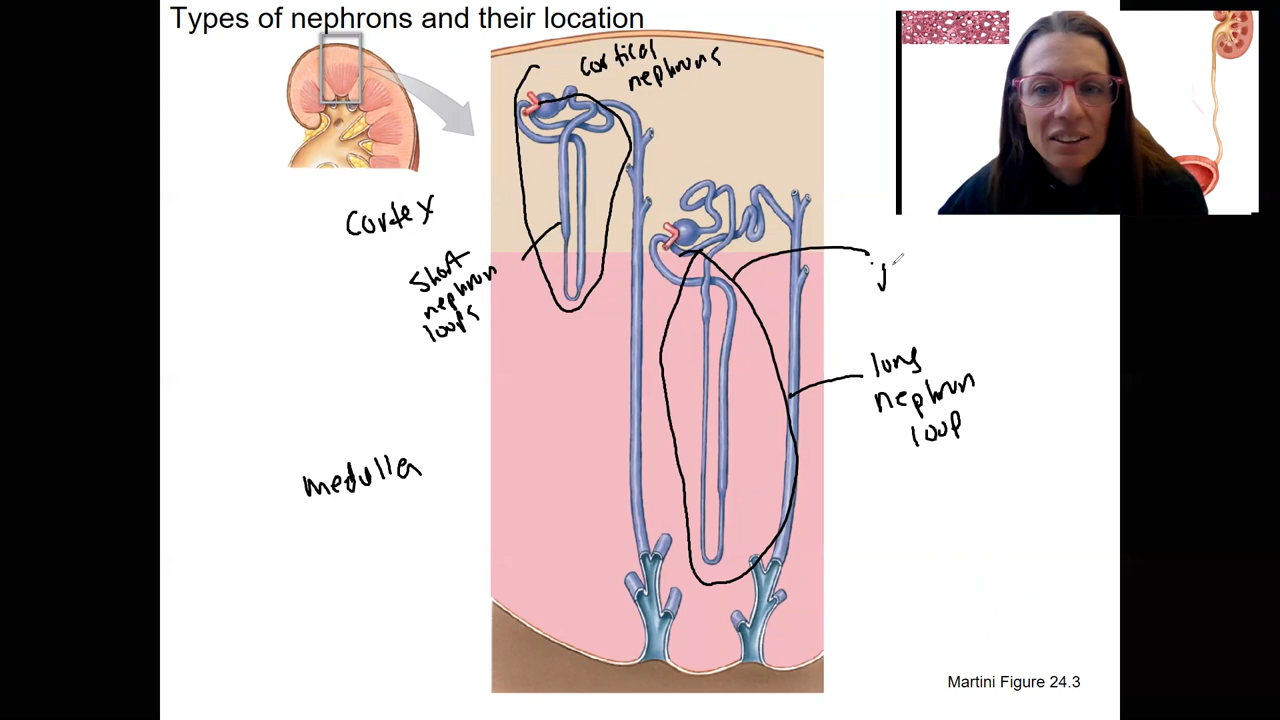 Types of nephrons and their location
cortical
nephrons
cortex
short
nephron
loops
j
long
nephron
loop
medulla
Martini Figure 24.3